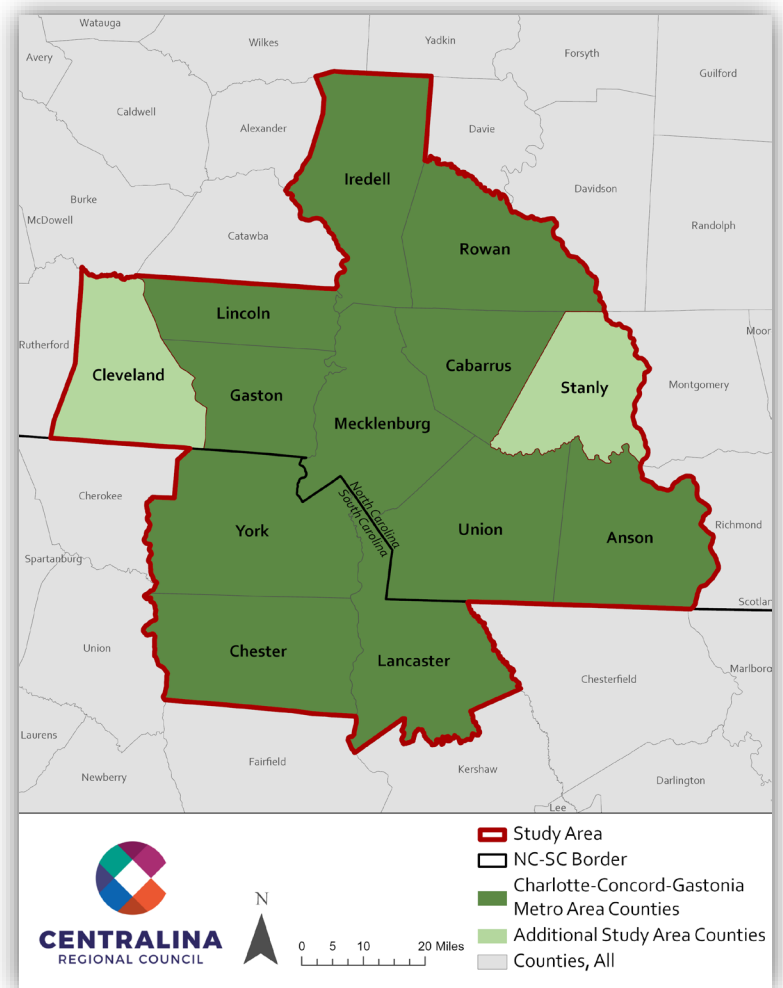 Watauga
Wilkes
Yadkin
Forsyth
Avery
Guilford
Caldwell
Alexander
Davie
Iredell
Davidson
Burke
McDowell
Randolph
Catawba
Rowan
Lincoln
Moor
Rutherford
Cleveland
Cabarrus
Stanly
Montgomery
Gaston
Mecklenburg
Cherokee
North Carolina
South Carolina
York
Union
Anson
Richmond
Spartanburg
Scotlan
Union
Chester
Lancaster
Chesterfield
Marlboro
Laurens
Fairfield
Kershaw
Newberry
Darlington
Lee
Study Area
NC-SC Border
Charlotte-Concord-Gastonia
Metro Area Counties
Additional Study Area Counties
Counties, All
CENTRALINA
REGIONAL COUNCIL
N
0 5 10 20 Miles